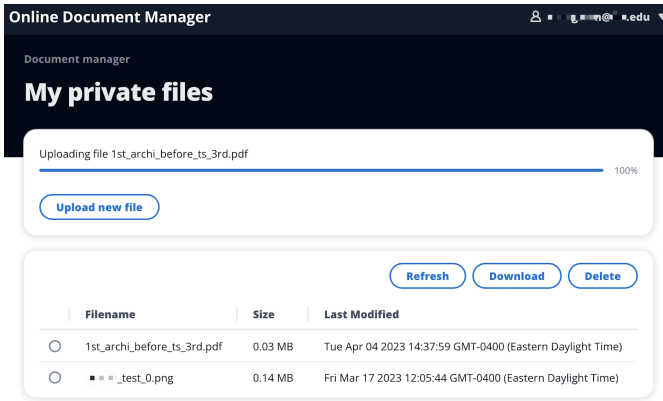 Online Document Manager
.edu
Document manager
My private files
Uploading file 1st_archi_before_ts_3rd.pdf
100%
Upload new file
Refresh Download Delete
Filename Size Last Modified
1st_archi_before_ts_3rd.pdf 0.03 MB Tue Apr 04 2023 14:37:59 GMT-0400 (Eastern Daylight Time)
_test_0.png 0.14 MB Fri Mar 17 2023 12:05:44 GMT-0400 (Eastern Daylight Time)